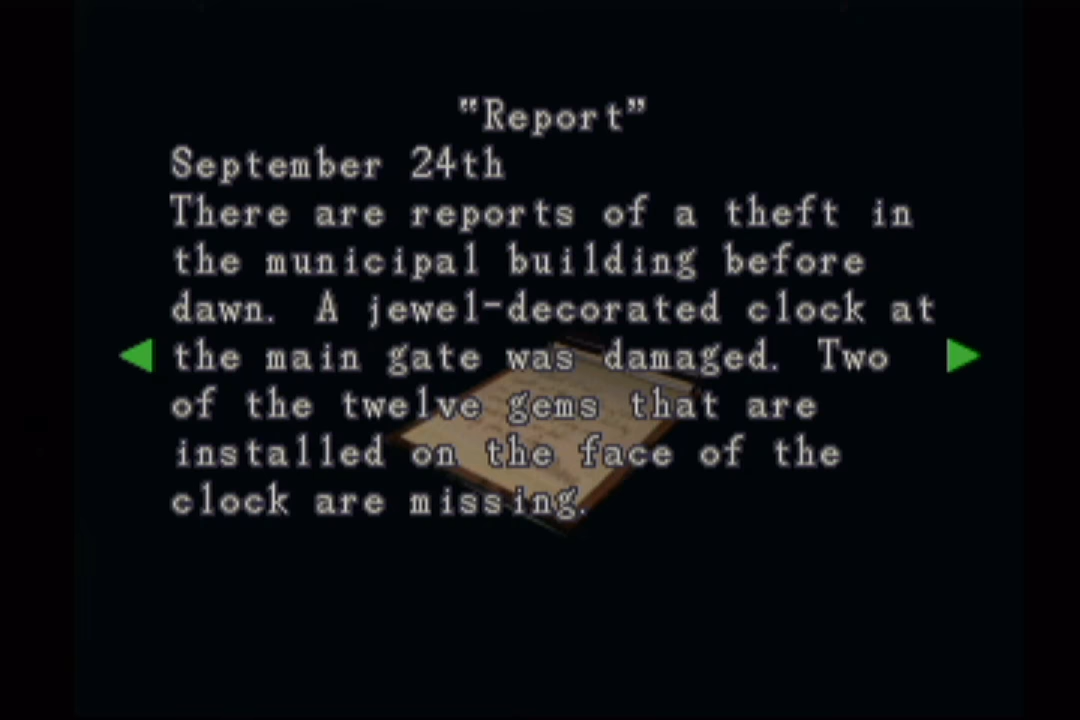 "Report"
September 24th
There are reports of a theft in
the municipal building before
dawn. A jewel-decorated clock at
the main gate was damaged. Two
of the twelve gems that are
installed on the face of the
clock are missing.